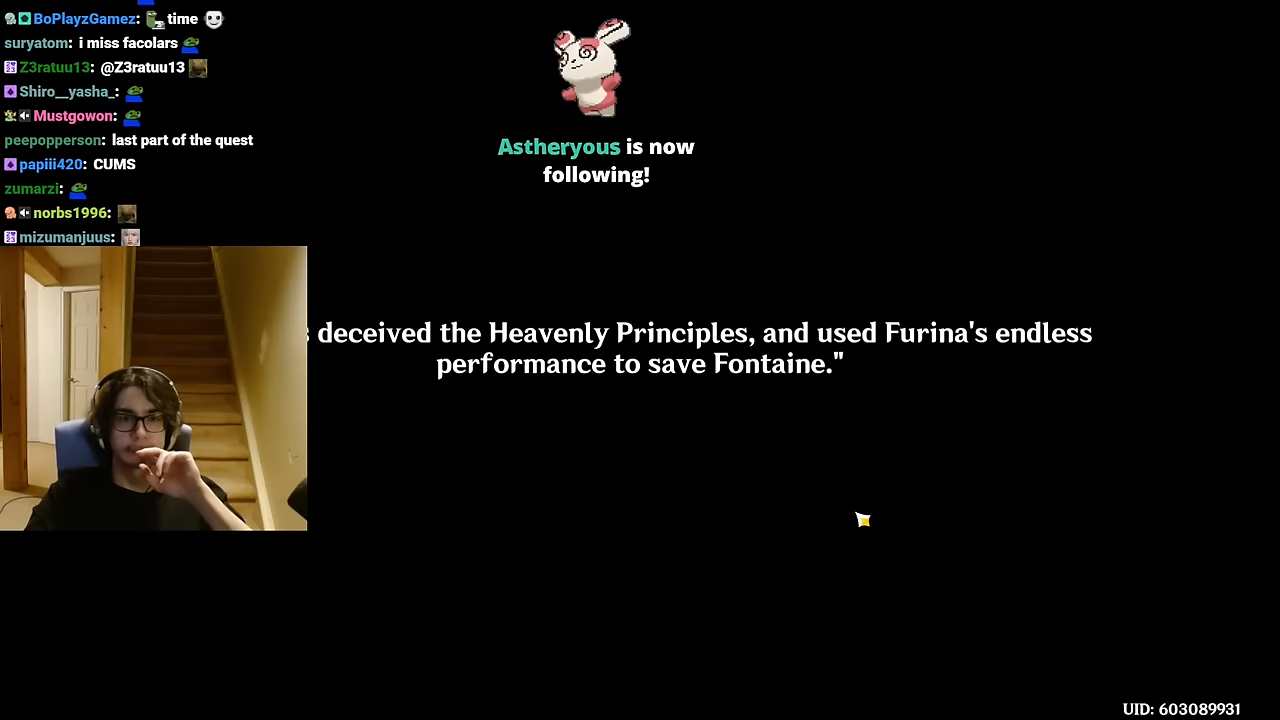 BoPlayzGamez: time
suryatom: i miss facolars
Z3ratuu13: @Z3ratuu13
Shiro__yasha_:
Mustgowon:
peepopperson: last part of the quest
papiii420: CUMS
zumarzi:
norbs1996:
mizumanjuus:
Astheryous is now
following!
deceived the Heavenly Principles, and used Furina's endless
performance to save Fontaine."
UID: 603089931